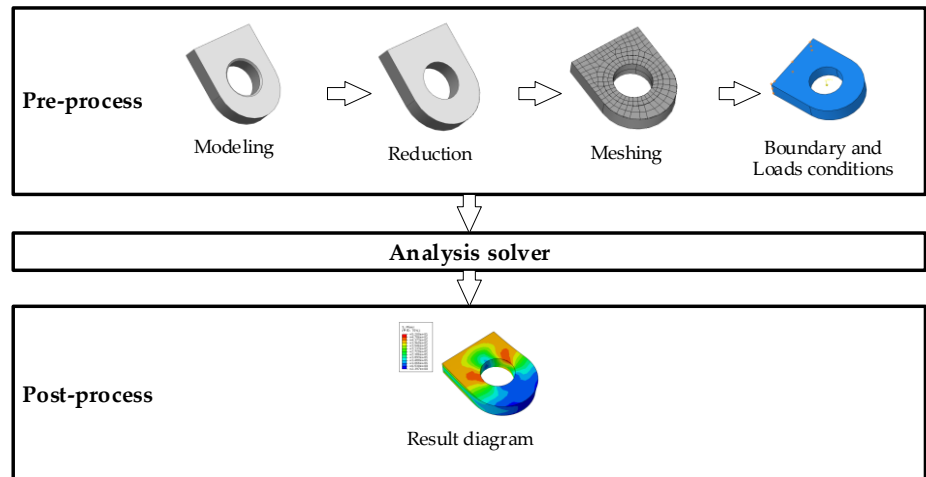 Pre-process
Modeling
Reduction
Meshing
Boundary and
Loads conditions
Analysis solver
Post-process
Result diagram